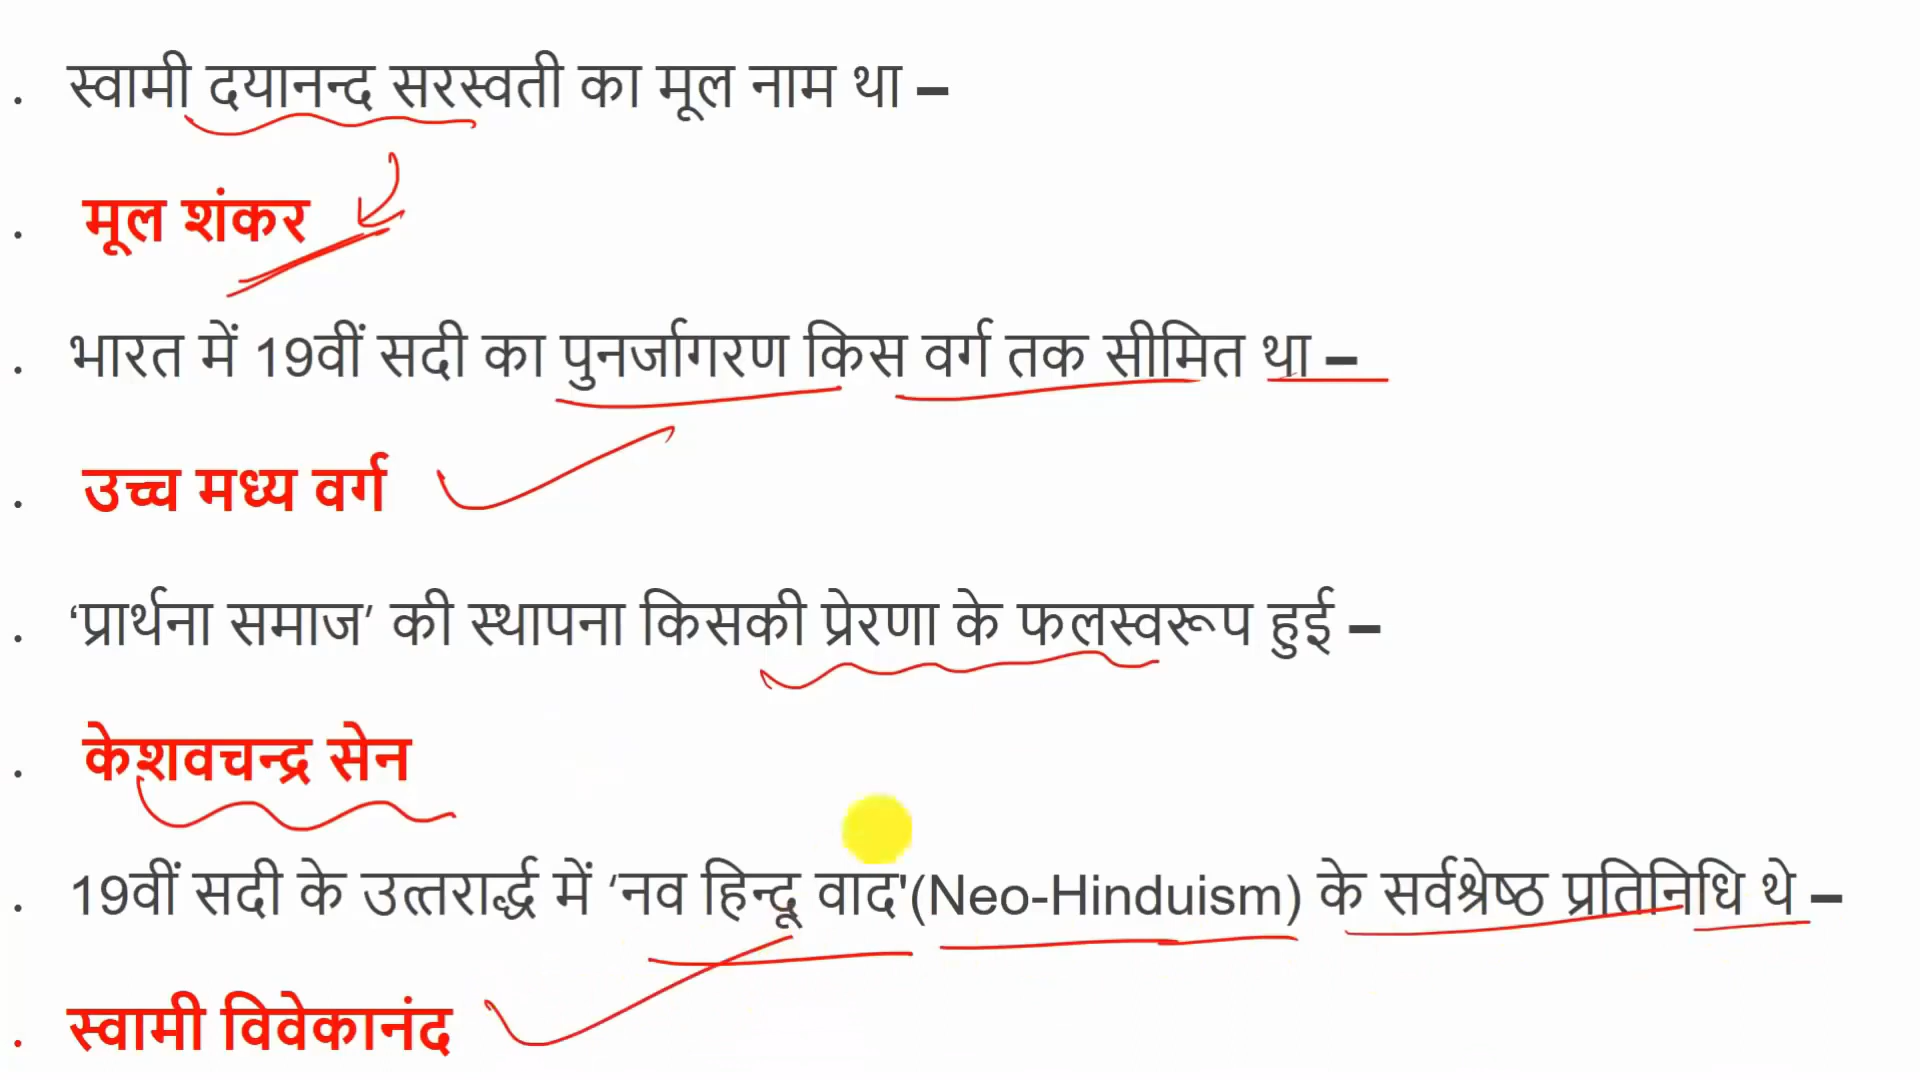 . स्वामी दयानन्द सरस्वती का मूल नाम था –
. मूल शंकर
. भारत में 19वीं सदी का पुनर्जागरण किस वर्ग तक सीमित था –
. उच्च मध्य वर्ग
. ‘प्रार्थना समाज’ की स्थापना किसकी प्रेरणा के फलस्वरूप हुई –
. केशवचन्द्र सेन
. 19वीं सदी के उत्तरार्द्ध में ‘नव हिन्दू वाद'(Neo-Hinduism) के सर्वश्रेष्ठ प्रतिनिधि थे –
. स्वामी विवेकानंद